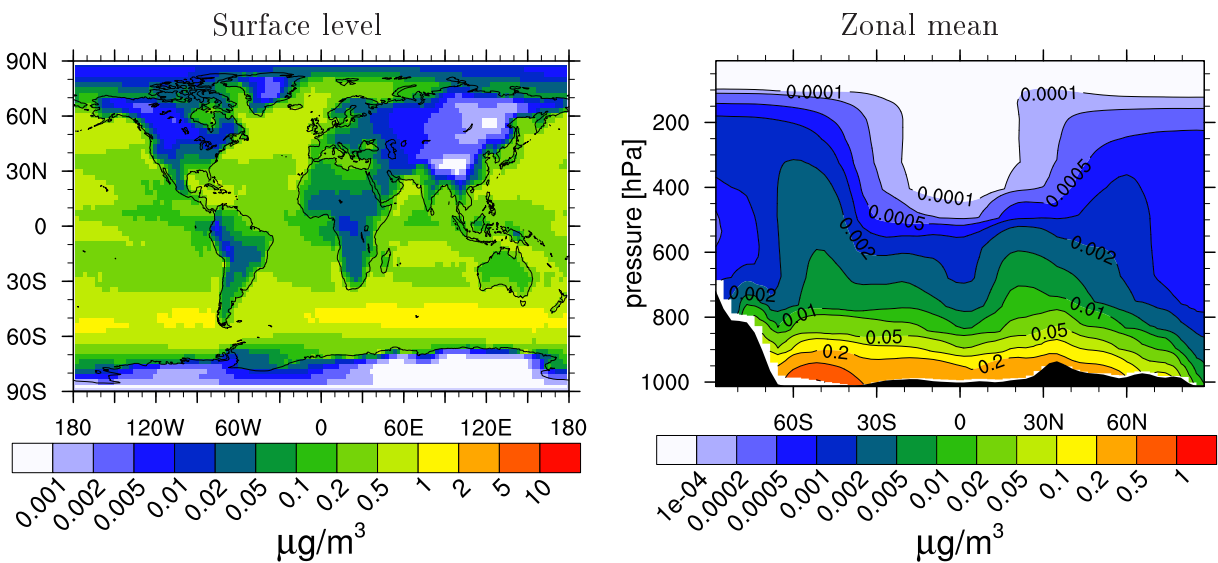 Surface level
Zonal mean
90N
60N
30N
0
30S
60S
90S
180 120W 60W 0 60E 120E 180
0.001 0.002 0.005 0.01 0.02 0.05 0.1 0.2 0.5 1 2 5 10
μg/m³
pressure [hPa]
200
400
600
800
1000
0.0001 0.0001
0.0001
0.0005 0.0005
0.002 0.002
0.002
0.01 0.01
0.05 0.05
0.2 0.2
60S 30S 0 30N 60N
1e-04 0.0002 0.0005 0.001 0.002 0.005 0.01 0.02 0.05 0.1 0.2 0.5 1
μg/m³